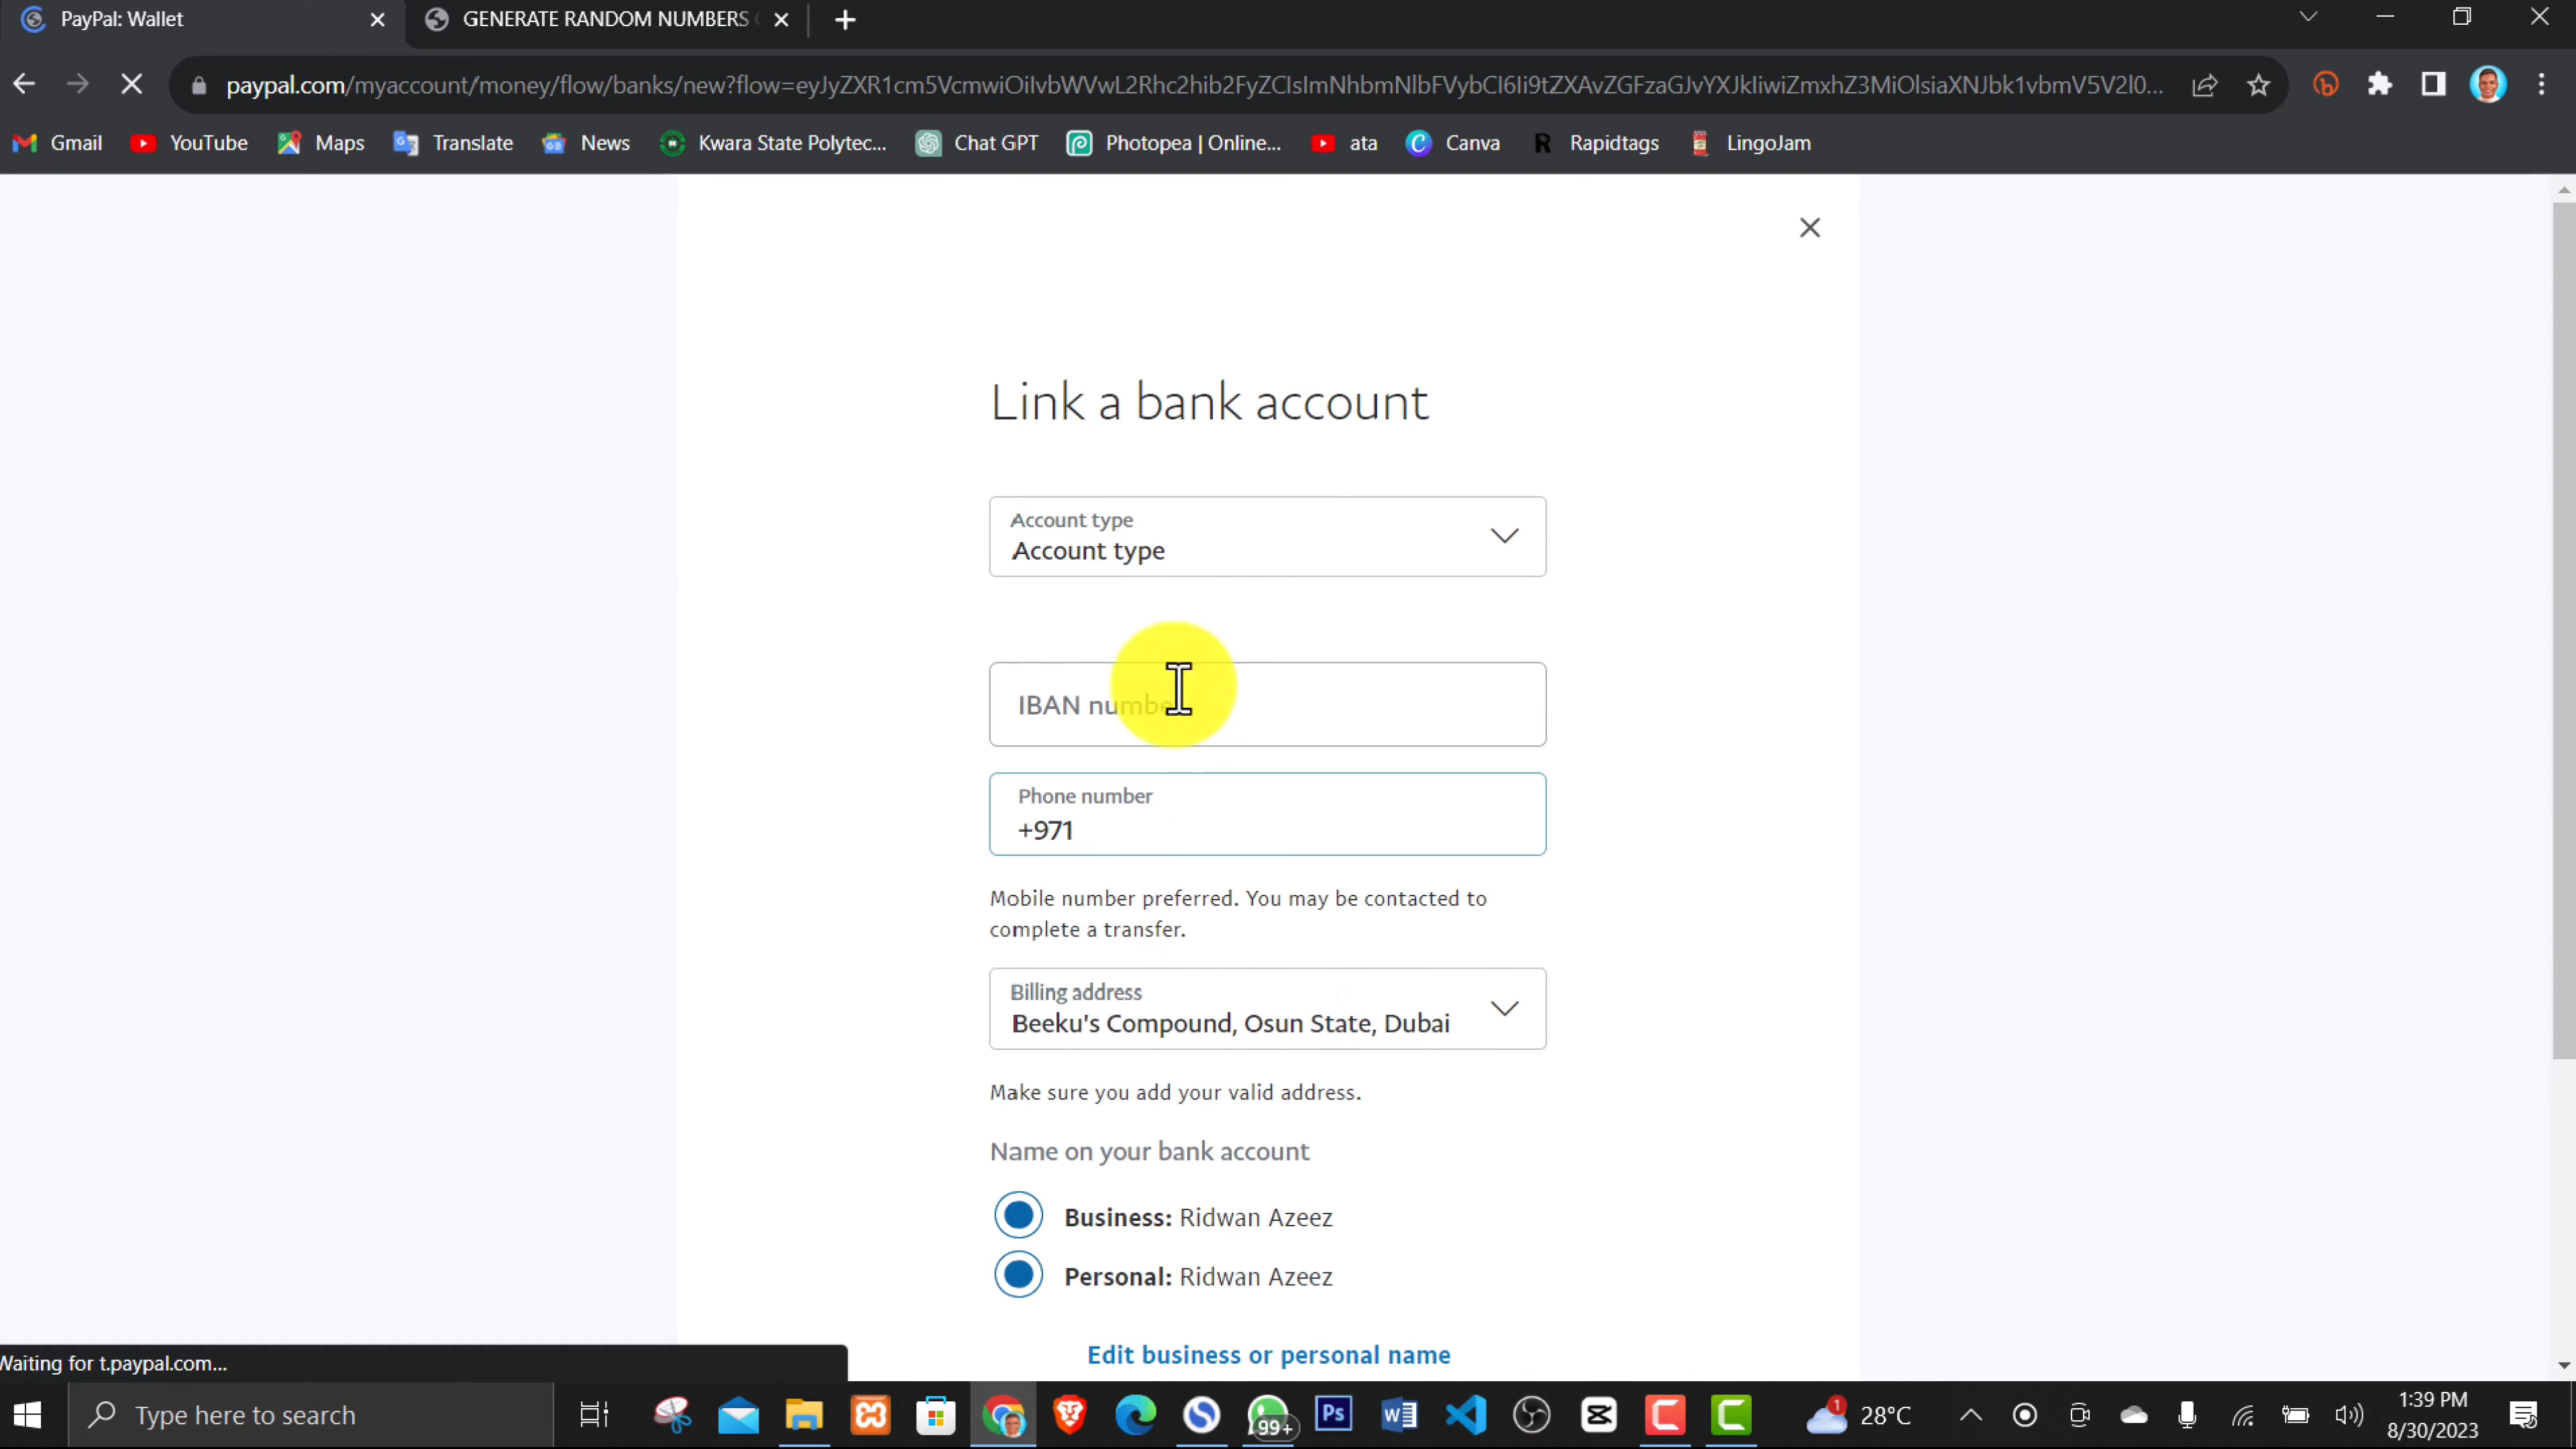 PayPal: Wallet
GENERATE RANDOM NUMBERS
paypal.com/myaccount/money/flow/banks/new?flow=eyJyZXR1cm5VcmwiOiIvbWVwL2Rhc2hib2FyZCIsImNhbmNlbFVybCI6Ii9tZXAvZGFzaGJvYXJkIiwiZmxhZ3MiOlsiaXNJbk1vbmV5V2l0...
Gmail YouTube Maps Translate News Kwara State Polytec... Chat GPT Photopea | Online... ata Canva Rapidtags LingoJam
Link a bank account
Account type
Account type
IBAN numbe
Phone number
+971
Mobile number preferred. You may be contacted to
complete a transfer.
Billing address
Beeku's Compound, Osun State, Dubai
Make sure you add your valid address.
Name on your bank account
Business: Ridwan Azeez
Personal: Ridwan Azeez
Edit business or personal name
Waiting for t.paypal.com...
Type here to search
99+
Ps
1
28°C
1:39 PM
8/30/2023